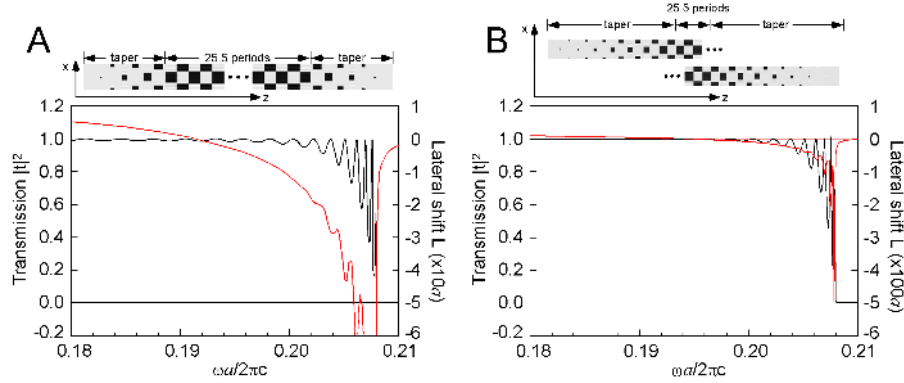 A
taper
25.5 periods
taper
x
z
1.2
1.0
0.8
0.6
0.4
0.2
0.0
-0.2
Transmission |t|²
1
0
-1
-2
-3
-4
-5
-6
Lateral shift L (x10a)
0.18
0.19
0.20
0.21
ωa/2πc
B
25.5 periods
taper
taper
x
z
1.2
1.0
0.8
0.6
0.4
0.2
0.0
-0.2
Transmission |t|²
1
0
-1
-2
-3
-4
-5
-6
Lateral shift L (x100a)
0.18
0.19
0.20
0.21
ωa/2πc